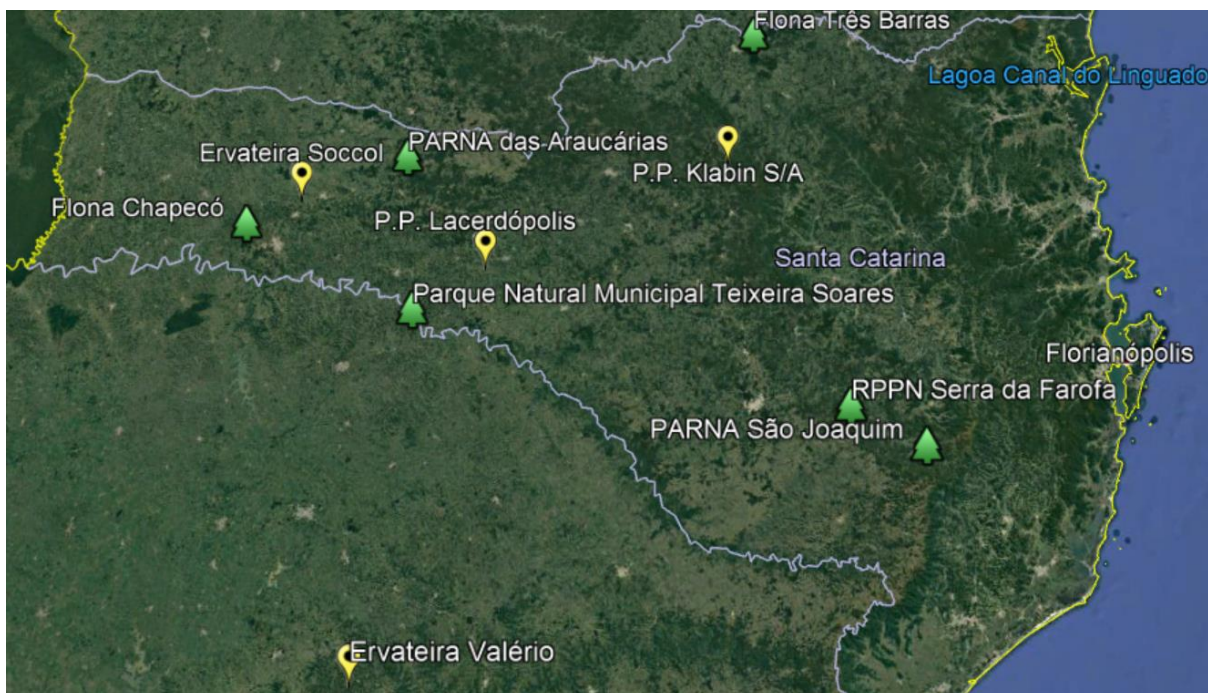 Flona Três Barras
Lagoa Canal do Linguado
PARNA das Araucárias
Ervateira Soccol
P.P. Klabin S/A
Flona Chapecó
P.P. Lacerdópolis
Santa Catarina
Parque Natural Municipal Teixeira Soares
Florianópolis
RPPN Serra da Farofa
PARNA São Joaquim
Ervateira Valério